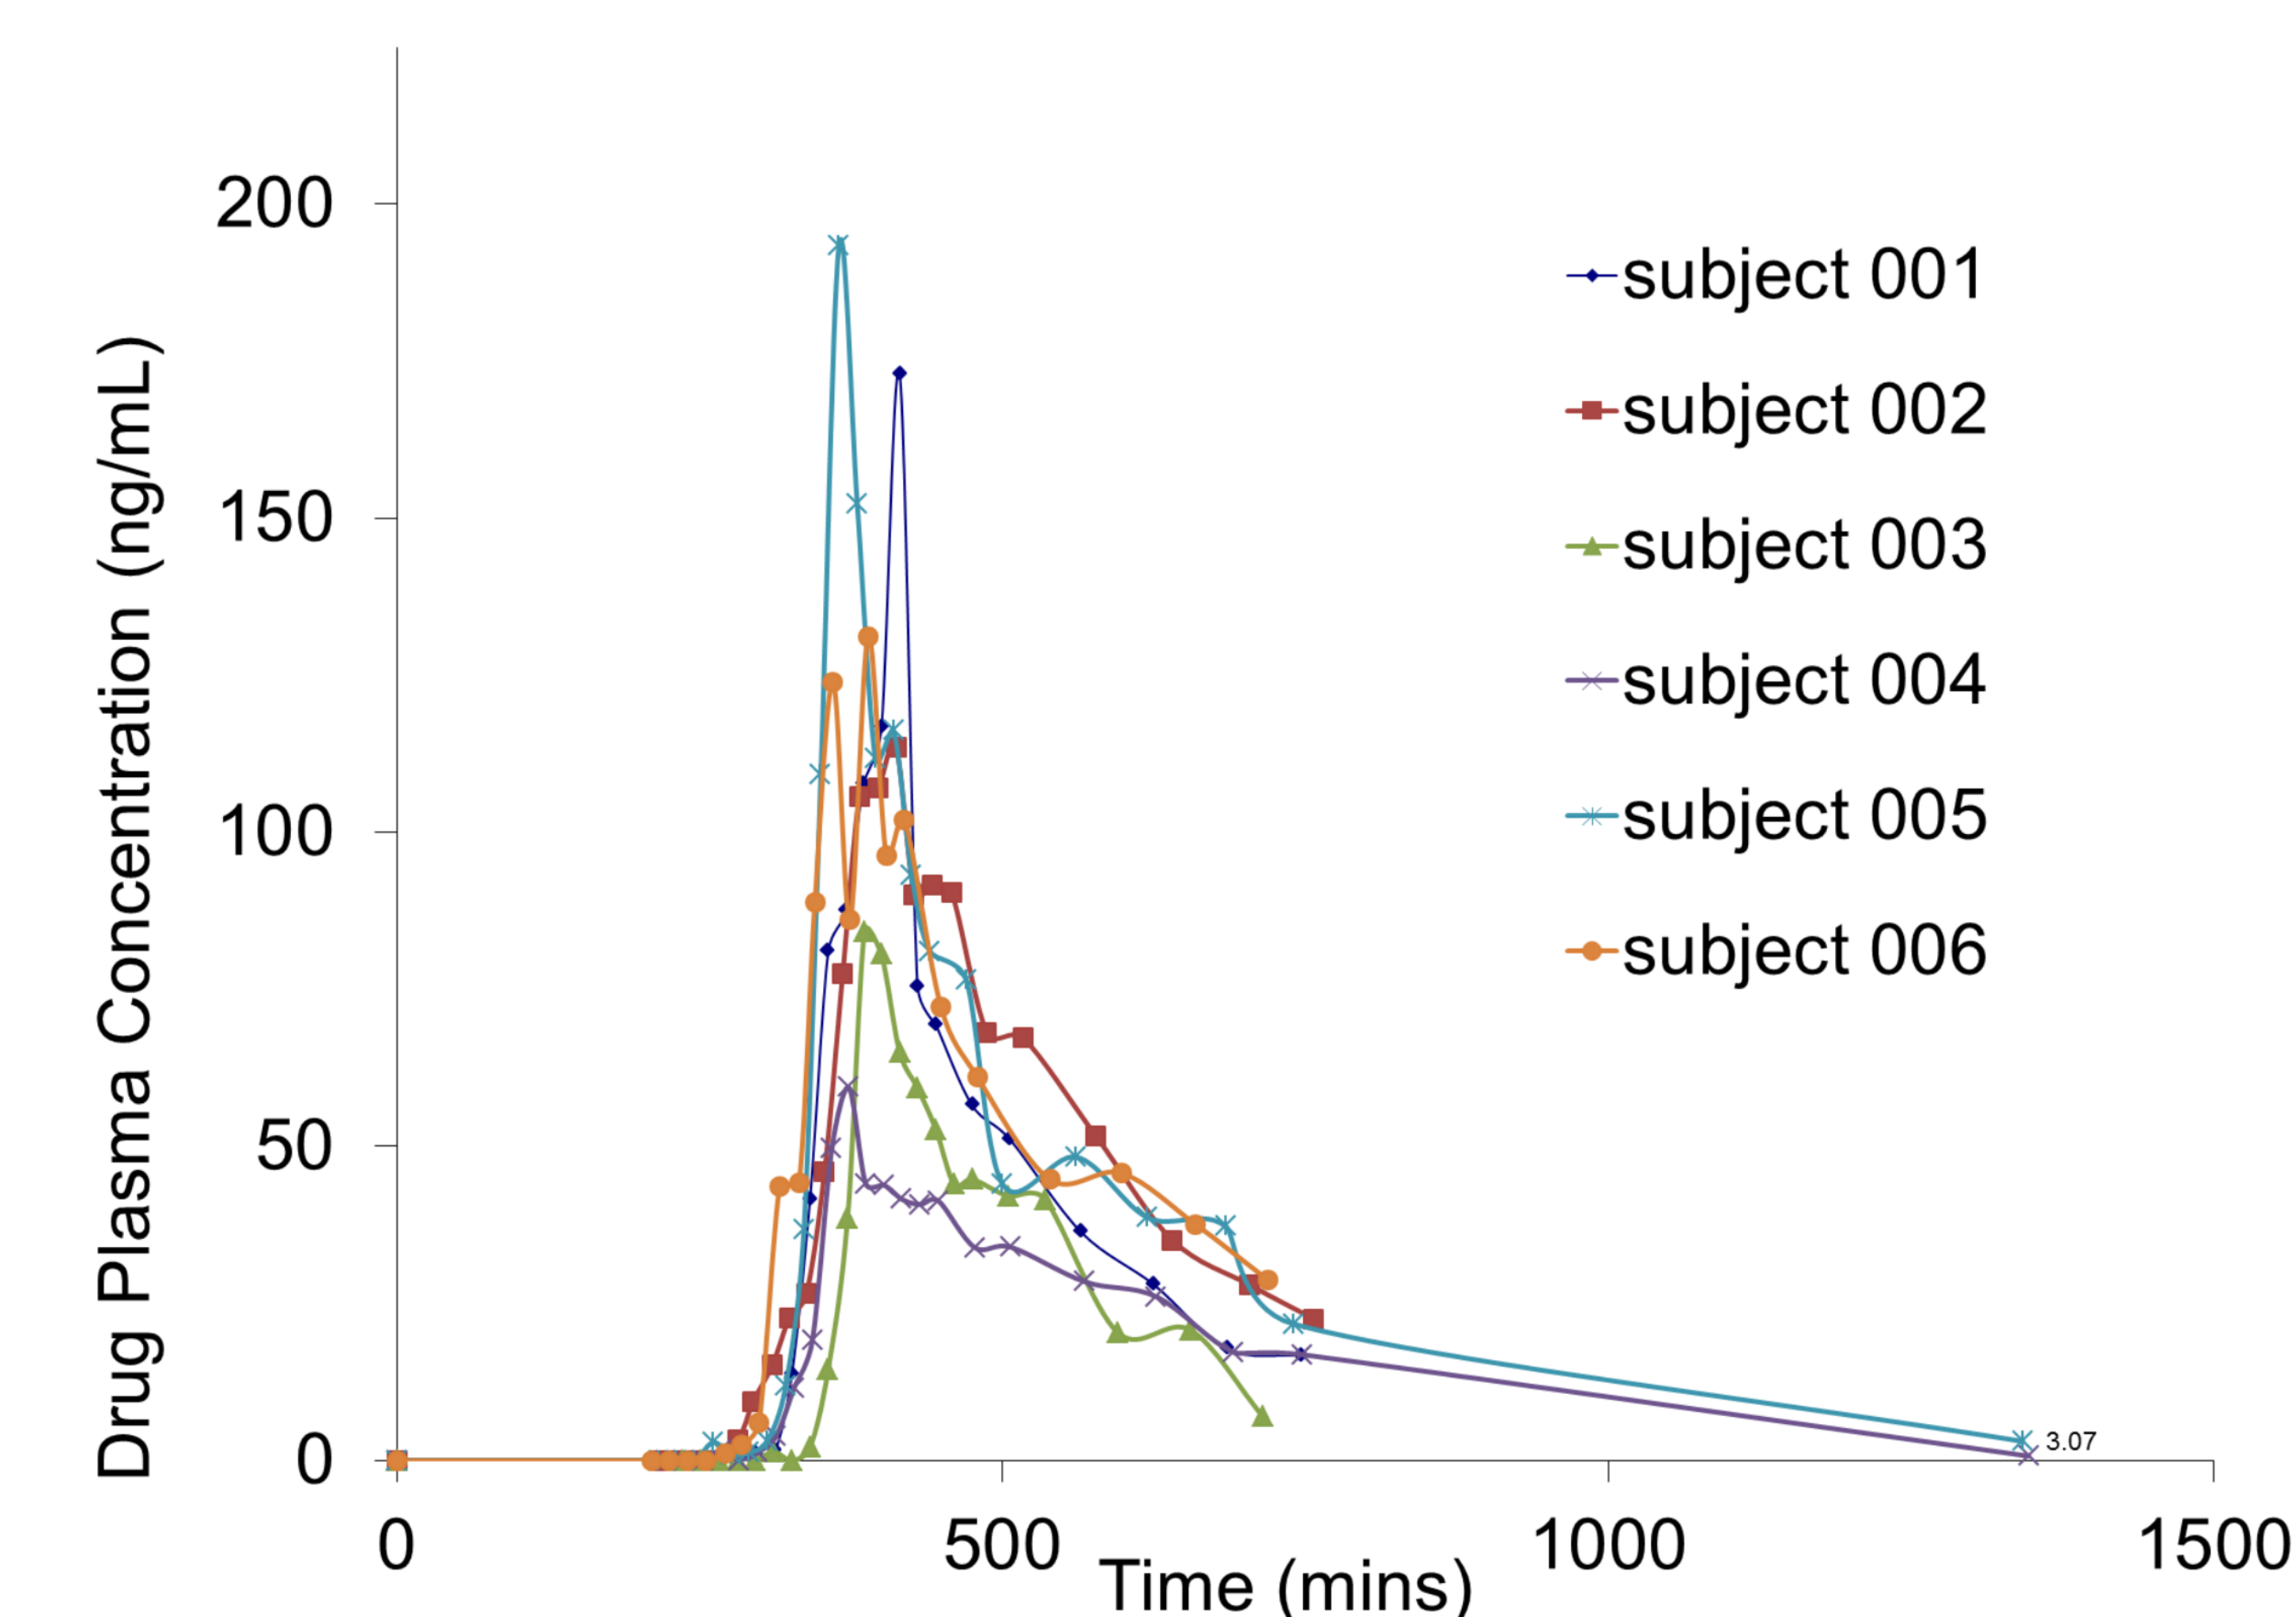 Drug Plasma Concentration (ng/mL)
200
150
100
50
0
subject 001
subject 002
subject 003
subject 004
subject 005
subject 006
3.07
0
500
1000
1500
Time (mins)